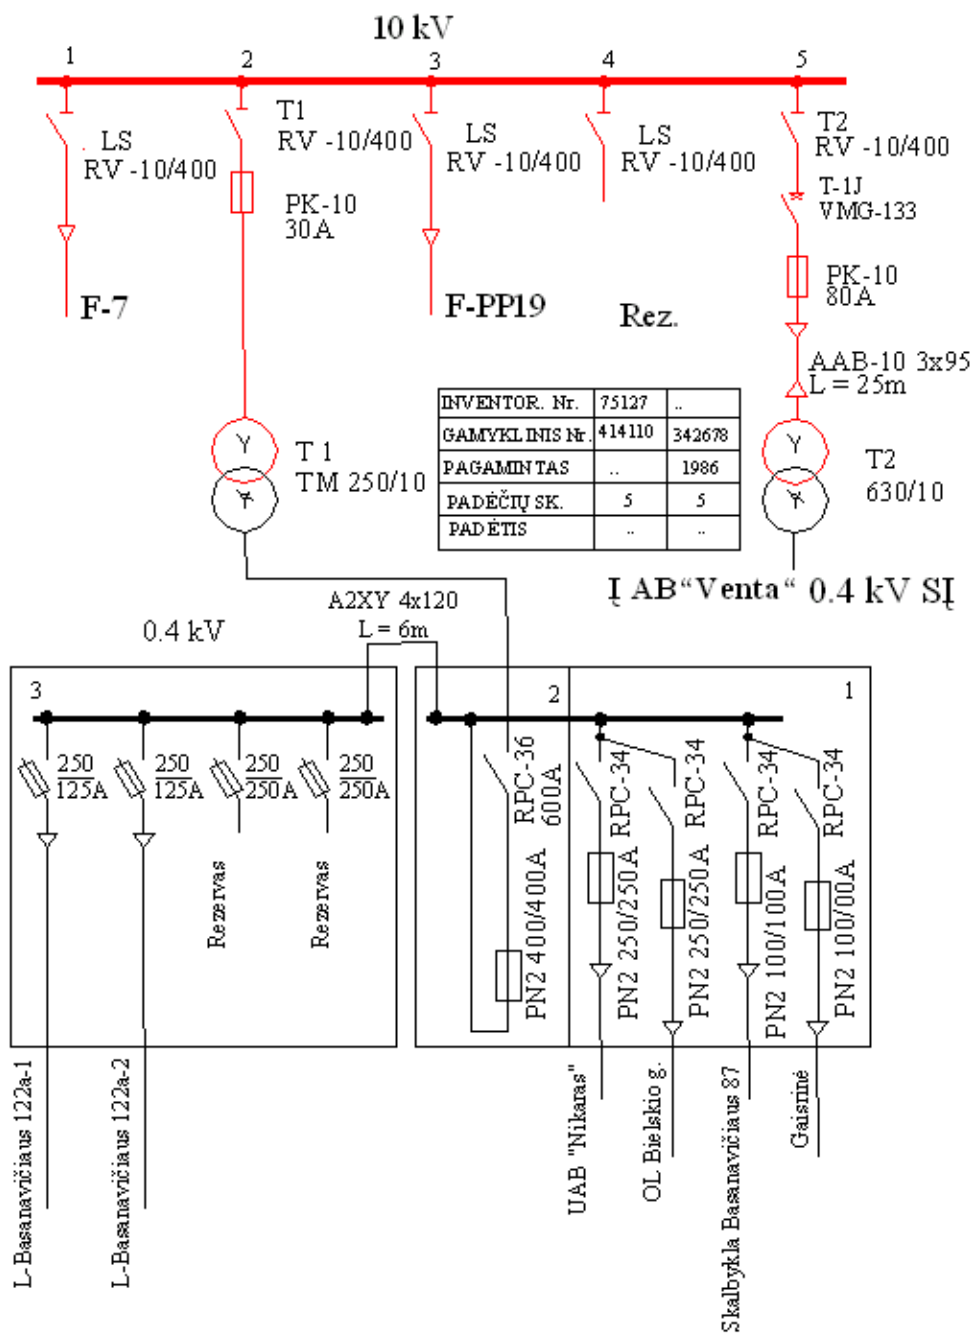 10 kV
1
2
3
4
5
LS
RV -10/400
T1
RV -10/400
PK-10
30A
LS
RV -10/400
LS
RV -10/400
T2
RV -10/400
T-1J
VMG-133
PK-10
80A
AAB-10 3x95
L = 25m
F-7
F-PP19
Rez.
INVENTOR. Nr. 75127 ..
GAMYKLINIS Nr. 414110 342678
PAGAMINTAS .. 1986
PADĖČIŲ SK. 5 5
PADĖTIS .. ..
T 1
TM 250/10
T2
630/10
Į AB“Venta“ 0.4 kV SĮ
A2XY 4x120
L = 6m
0.4 kV
3
2
1
250
125A
250
125A
250
250A
250
250A
Rezervas
Rezervas
RPC-36
600A
PN2 400/400A
RPC-34
PN2 250/250A
RPC-34
PN2 250/250A
RPC-34
PN2 100/100A
RPC-34
PN2 100/00A
L-Basanavičiaus 122a-1
L-Basanavičiaus 122a-2
UAB "Nikaras"
OL Bielskio g.
Skalbykla Basanavičiaus 87
Gaisrinė